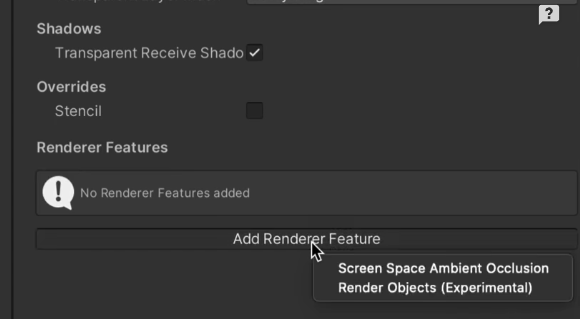 Shadows
Transparent Receive Shado
Overrides
Stencil
Renderer Features
No Renderer Features added
Add Renderer Feature
Screen Space Ambient Occlusion
Render Objects (Experimental)